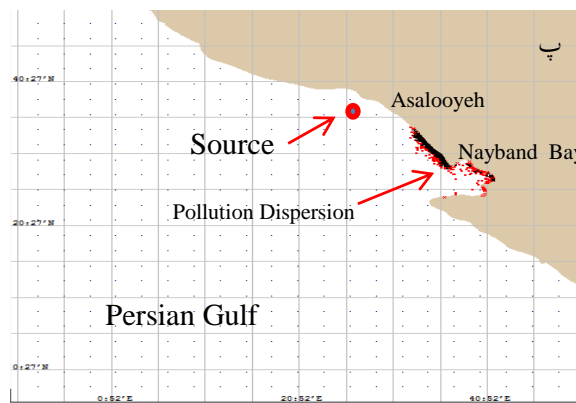 پ
40:27'N
Asalooyeh
Source
Nayband Bay
Pollution Dispersion
20:27'N
Persian Gulf
0:27'N
0:52'E 20:52'E 40:52'E